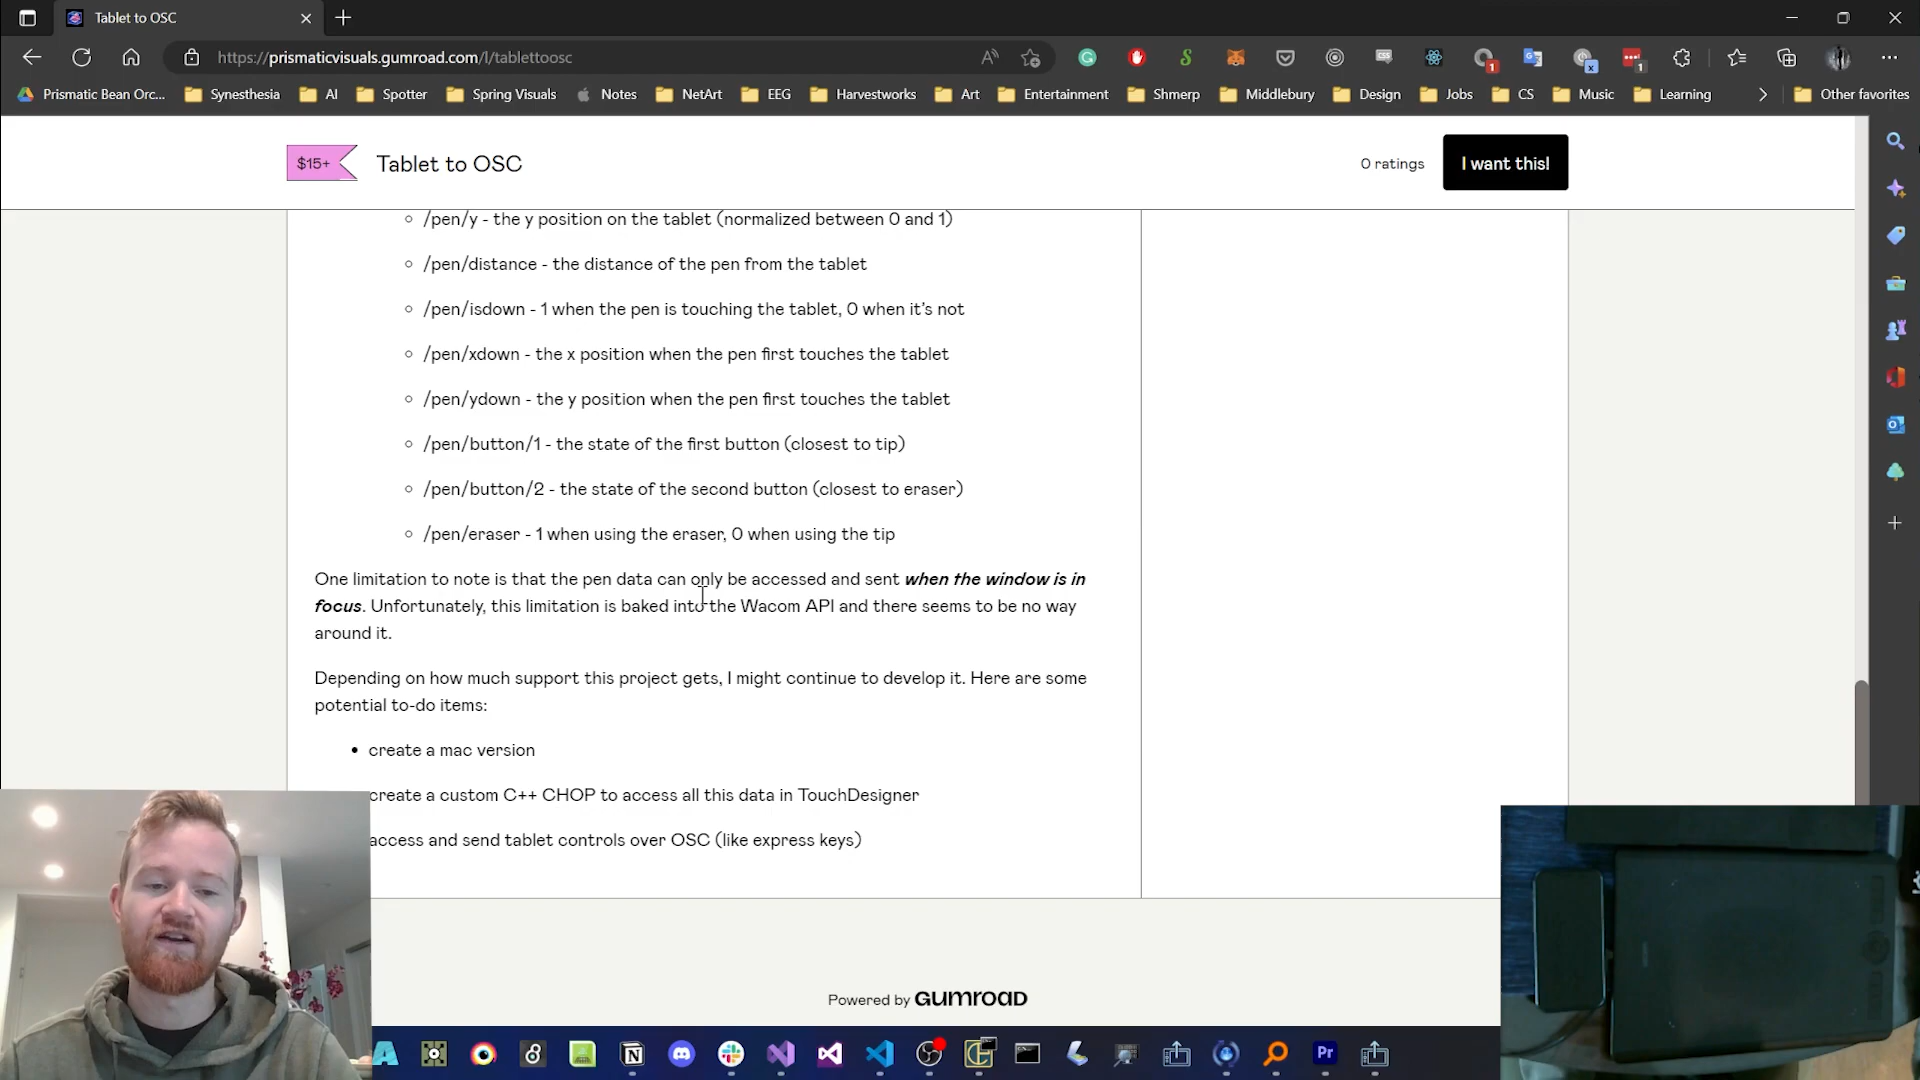 Tablet to OSC
https://prismaticvisuals.gumroad.com/l/tablettoosc
Prismatic Bean Orc...
Synesthesia
AI
Spotter
Spring Visuals
Notes
NetArt
EEG
Harvestworks
Art
Entertainment
Shmerp
Middlebury
Design
Jobs
CS
Music
Learning
Other favorites
$15+
Tablet to OSC
0 ratings
I want this!
/pen/y - the y position on the tablet (normalized between 0 and 1)
/pen/distance - the distance of the pen from the tablet
/pen/isdown - 1 when the pen is touching the tablet, 0 when it's not
/pen/xdown - the x position when the pen first touches the tablet
/pen/ydown - the y position when the pen first touches the tablet
/pen/button/1 - the state of the first button (closest to tip)
/pen/button/2 - the state of the second button (closest to eraser)
/pen/eraser - 1 when using the eraser, 0 when using the tip
One limitation to note is that the pen data can only be accessed and sent when the window is in
focus. Unfortunately, this limitation is baked into the Wacom API and there seems to be no way
around it.
Depending on how much support this project gets, I might continue to develop it. Here are some
potential to-do items:
create a mac version
create a custom C++ CHOP to access all this data in TouchDesigner
access and send tablet controls over OSC (like express keys)
Powered by GUMROAD